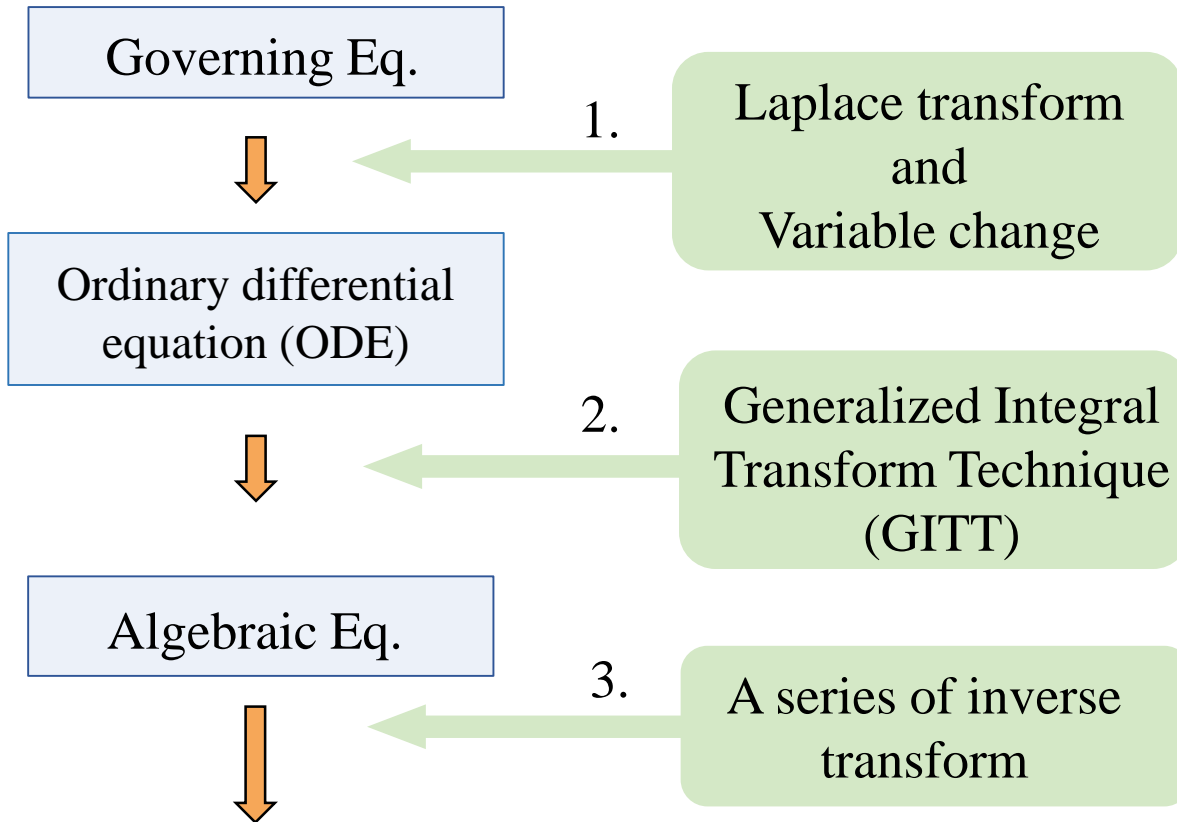 Governing Eq.
1.
Laplace transform
and
Variable change
Ordinary differential
equation (ODE)
2.
Generalized Integral
Transform Technique
(GITT)
Algebraic Eq.
3.
A series of inverse
transform